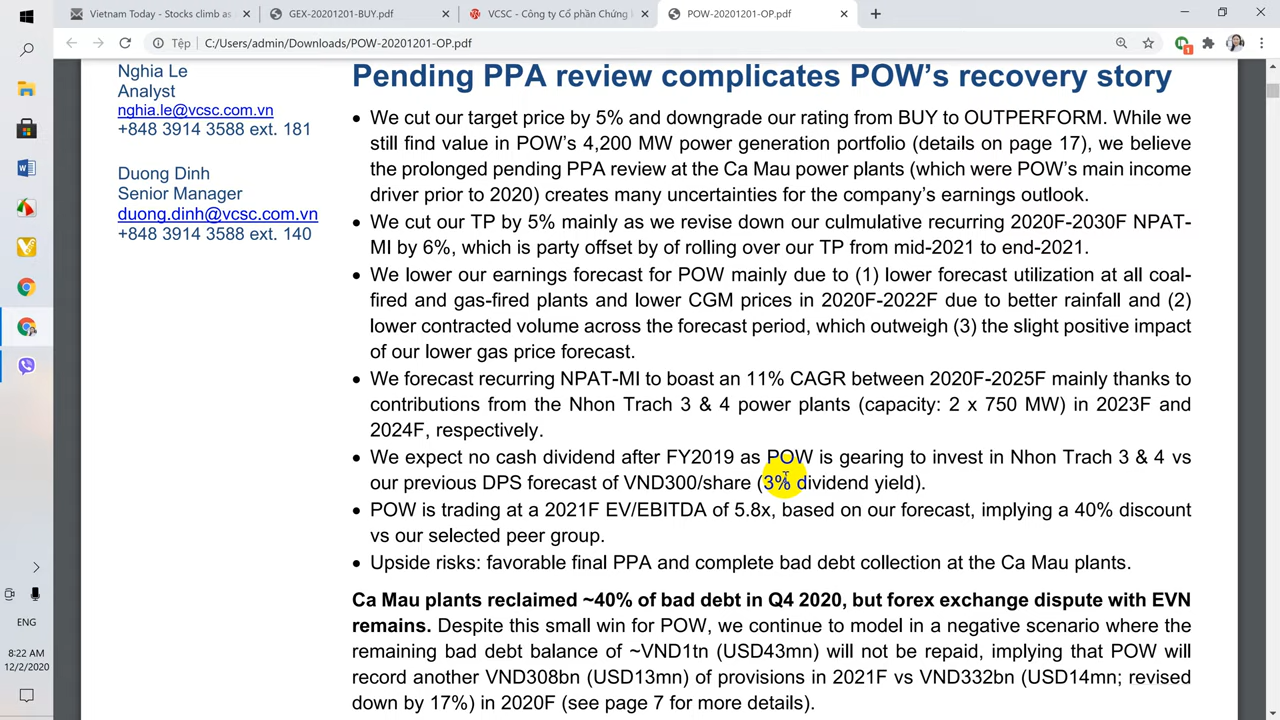 Vietnam Today - Stocks climb as
GEX-20201201-BUY.pdf
VCSC - Công ty Cổ phần Chứng l
POW-20201201-OP.pdf
Tệp
C:/Users/admin/Downloads/POW-20201201-OP.pdf
1
Nghia Le
Analyst
nghia.le@vcsc.com.vn
+848 3914 3588 ext. 181
Duong Dinh
Senior Manager
duong.dinh@vcsc.com.vn
+848 3914 3588 ext. 140
Pending PPA review complicates POW’s recovery story
• We cut our target price by 5% and downgrade our rating from BUY to OUTPERFORM. While we
still find value in POW’s 4,200 MW power generation portfolio (details on page 17), we believe
the prolonged pending PPA review at the Ca Mau power plants (which were POW’s main income
driver prior to 2020) creates many uncertainties for the company’s earnings outlook.
• We cut our TP by 5% mainly as we revise down our culmulative recurring 2020F-2030F NPAT-
MI by 6%, which is party offset by of rolling over our TP from mid-2021 to end-2021.
• We lower our earnings forecast for POW mainly due to (1) lower forecast utilization at all coal-
fired and gas-fired plants and lower CGM prices in 2020F-2022F due to better rainfall and (2)
lower contracted volume across the forecast period, which outweigh (3) the slight positive impact
of our lower gas price forecast.
• We forecast recurring NPAT-MI to boast an 11% CAGR between 2020F-2025F mainly thanks to
contributions from the Nhon Trach 3 & 4 power plants (capacity: 2 x 750 MW) in 2023F and
2024F, respectively.
• We expect no cash dividend after FY2019 as POW is gearing to invest in Nhon Trach 3 & 4 vs
our previous DPS forecast of VND300/share (3% dividend yield).
• POW is trading at a 2021F EV/EBITDA of 5.8x, based on our forecast, implying a 40% discount
vs our selected peer group.
• Upside risks: favorable final PPA and complete bad debt collection at the Ca Mau plants.
Ca Mau plants reclaimed ~40% of bad debt in Q4 2020, but forex exchange dispute with EVN
remains. Despite this small win for POW, we continue to model in a negative scenario where the
remaining bad debt balance of ~VND1tn (USD43mn) will not be repaid, implying that POW will
record another VND308bn (USD13mn) of provisions in 2021F vs VND332bn (USD14mn; revised
down by 17%) in 2020F (see page 7 for more details).
ENG
8:22 AM
12/2/2020